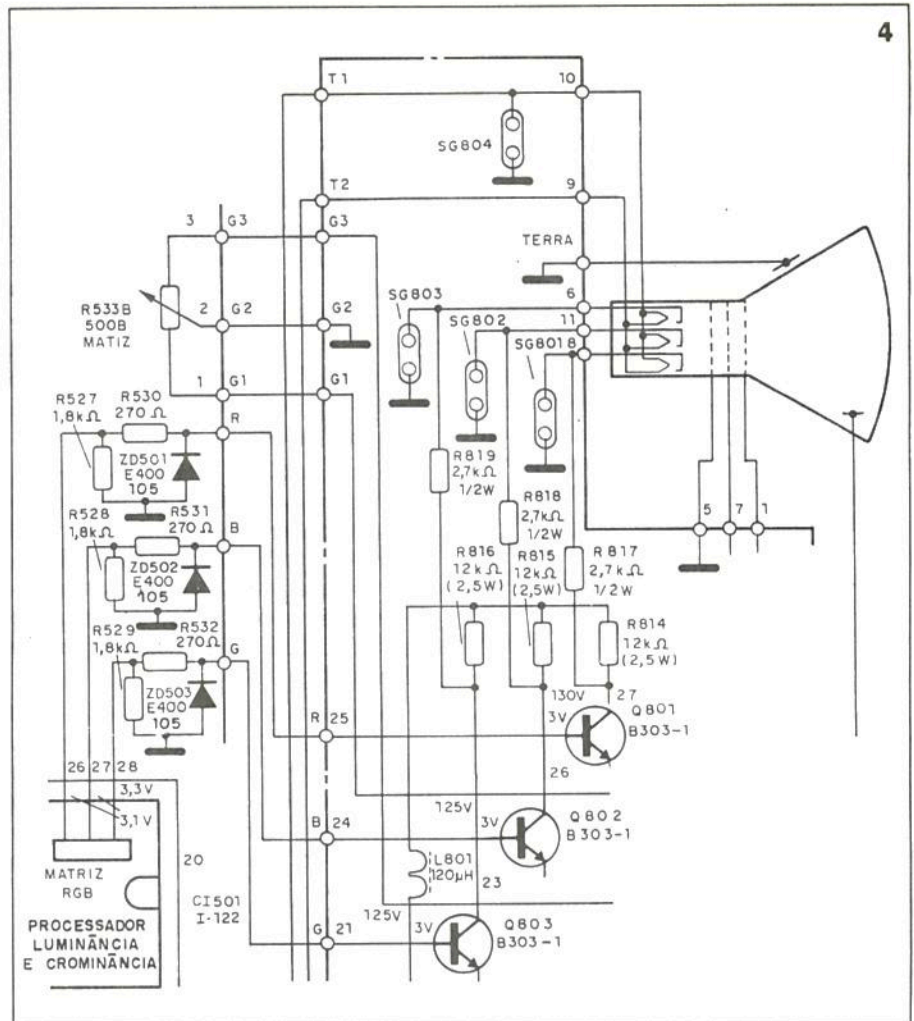 4
T1
10
SG804
T2
9
3
G3
G3
TERRA
R533B
500B
MATIZ
2
G2
G2
SG803
6
SG802
11
SG8018
1
G1
G1
R527
1,8kΩ
R530
270 Ω
R
ZD501
E400
105
R819
2,7kΩ
1/2W
R528
1,8kΩ
R531
270Ω
B
ZD502
E400
105
R818
2,7kΩ
1/2W
5
7
1
R816
12kΩ
(2,5W)
R815
12kΩ
(2,5W)
R817
2,7kΩ
1/2W
R529
1,8kΩ
R532
270Ω
G
ZD503
E400
105
R814
12kΩ
(2,5W)
130V
27
Q801
B303-1
3V
R
25
26
26
27
28
3,3V
3,1V
125V
Q802
B303-1
3V
B
24
MATRIZ
RGB
20
L801
120µH
23
CI501
I-122
125V
Q803
B303-1
3V
G
21
PROCESSADOR
LUMINÂNCIA
E CROMINÂNCIA